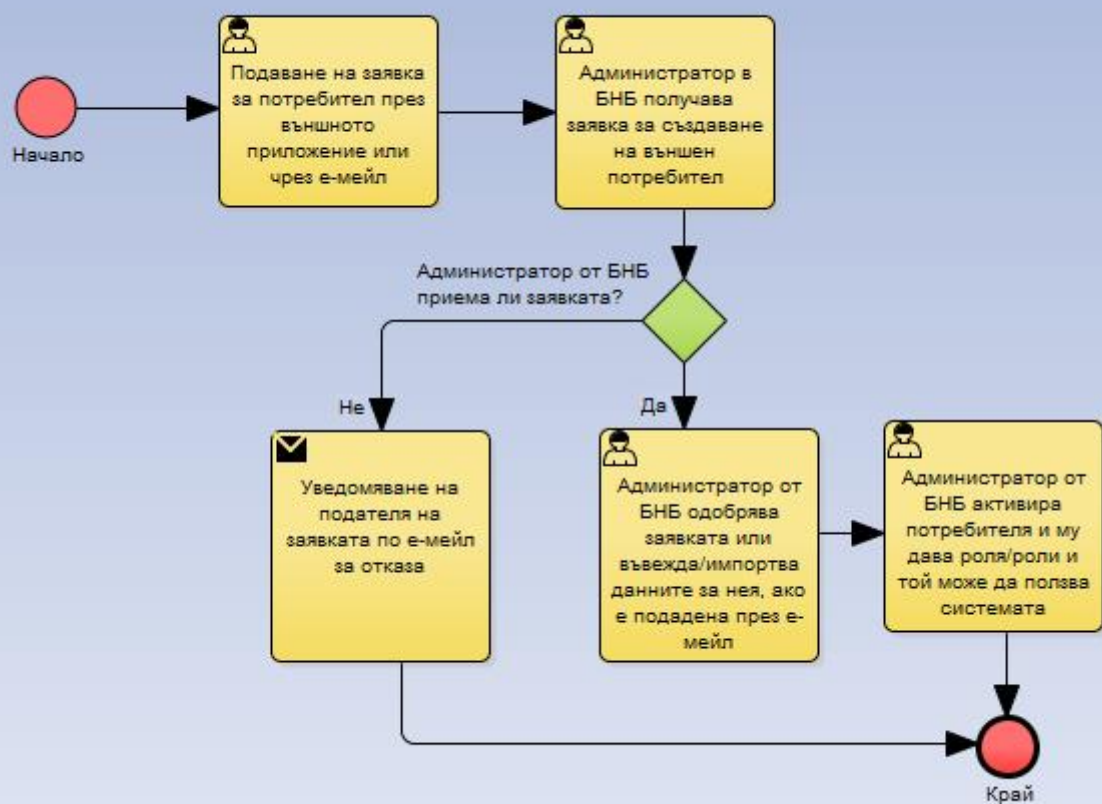 Начало
Подаване на заявка
за потребител през
външното
приложение или
чрез е-мейл
Администратор в
БНБ получава
заявка за създаване
на външен
потребител
Администратор от БНБ
приема ли заявката?
Не
Да
Уведомяване на
подателя на
заявката по е-мейл
за отказа
Администратор от
БНБ одобрява
заявката или
въвежда/импортва
данните за нея, ако
е подадена през е-
мейл
Администратор от
БНБ активира
потребителя и му
дава роля/роли и
той може да ползва
системата
Край